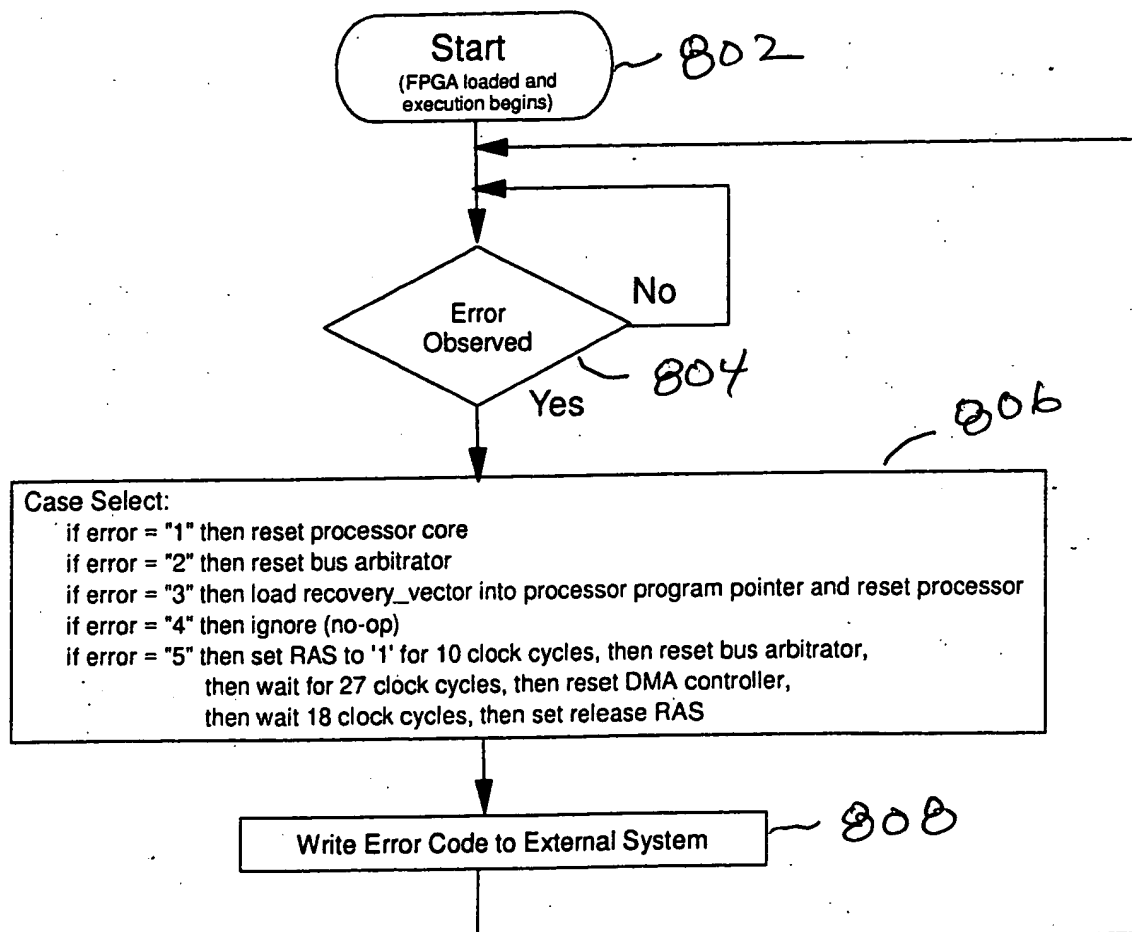 Start
(FPGA loaded and
execution begins)
802
Error
Observed
No
804
Yes
806
Case Select:
if error = "1" then reset processor core
if error = "2" then reset bus arbitrator
if error = "3" then load recovery_vector into processor program pointer and reset processor
if error = "4" then ignore (no-op)
if error = "5" then set RAS to '1' for 10 clock cycles, then reset bus arbitrator,
then wait for 27 clock cycles, then reset DMA controller,
then wait 18 clock cycles, then set release RAS
Write Error Code to External System
808